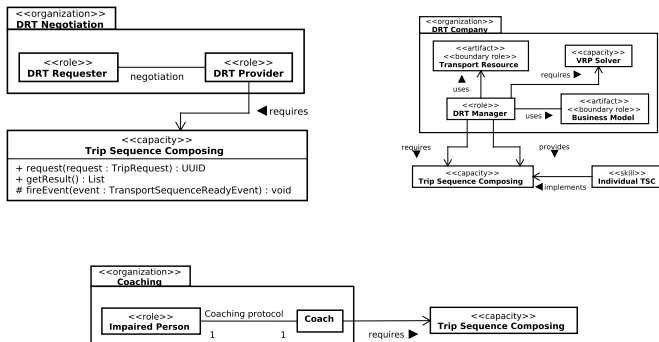 <<organization>>
DRT Negotiation
<<role>>
DRT Requester
negotiation
<<role>>
DRT Provider
◀requires
<<capacity>>
Trip Sequence Composing
+ request(request : TripRequest) : UUID
+ getResult() : List
# fireEvent(event : TransportSequenceReadyEvent) : void
<<organization>>
DRT Company
<<artifact>>
<<boundary role>>
Transport Resource
<<capacity>>
VRP Solver
requires ▶
▲
uses
<<role>>
DRT Manager
uses ▶
<<artifact>>
<<boundary role>>
Business Model
requires
▼
provides
▼
<<capacity>>
Trip Sequence Composing
◀implements
<<skill>>
Individual TSC
<<organization>>
Coaching
<<role>>
Impaired Person
Coaching protocol
1 1
Coach
requires ▶
<<capacity>>
Trip Sequence Composing